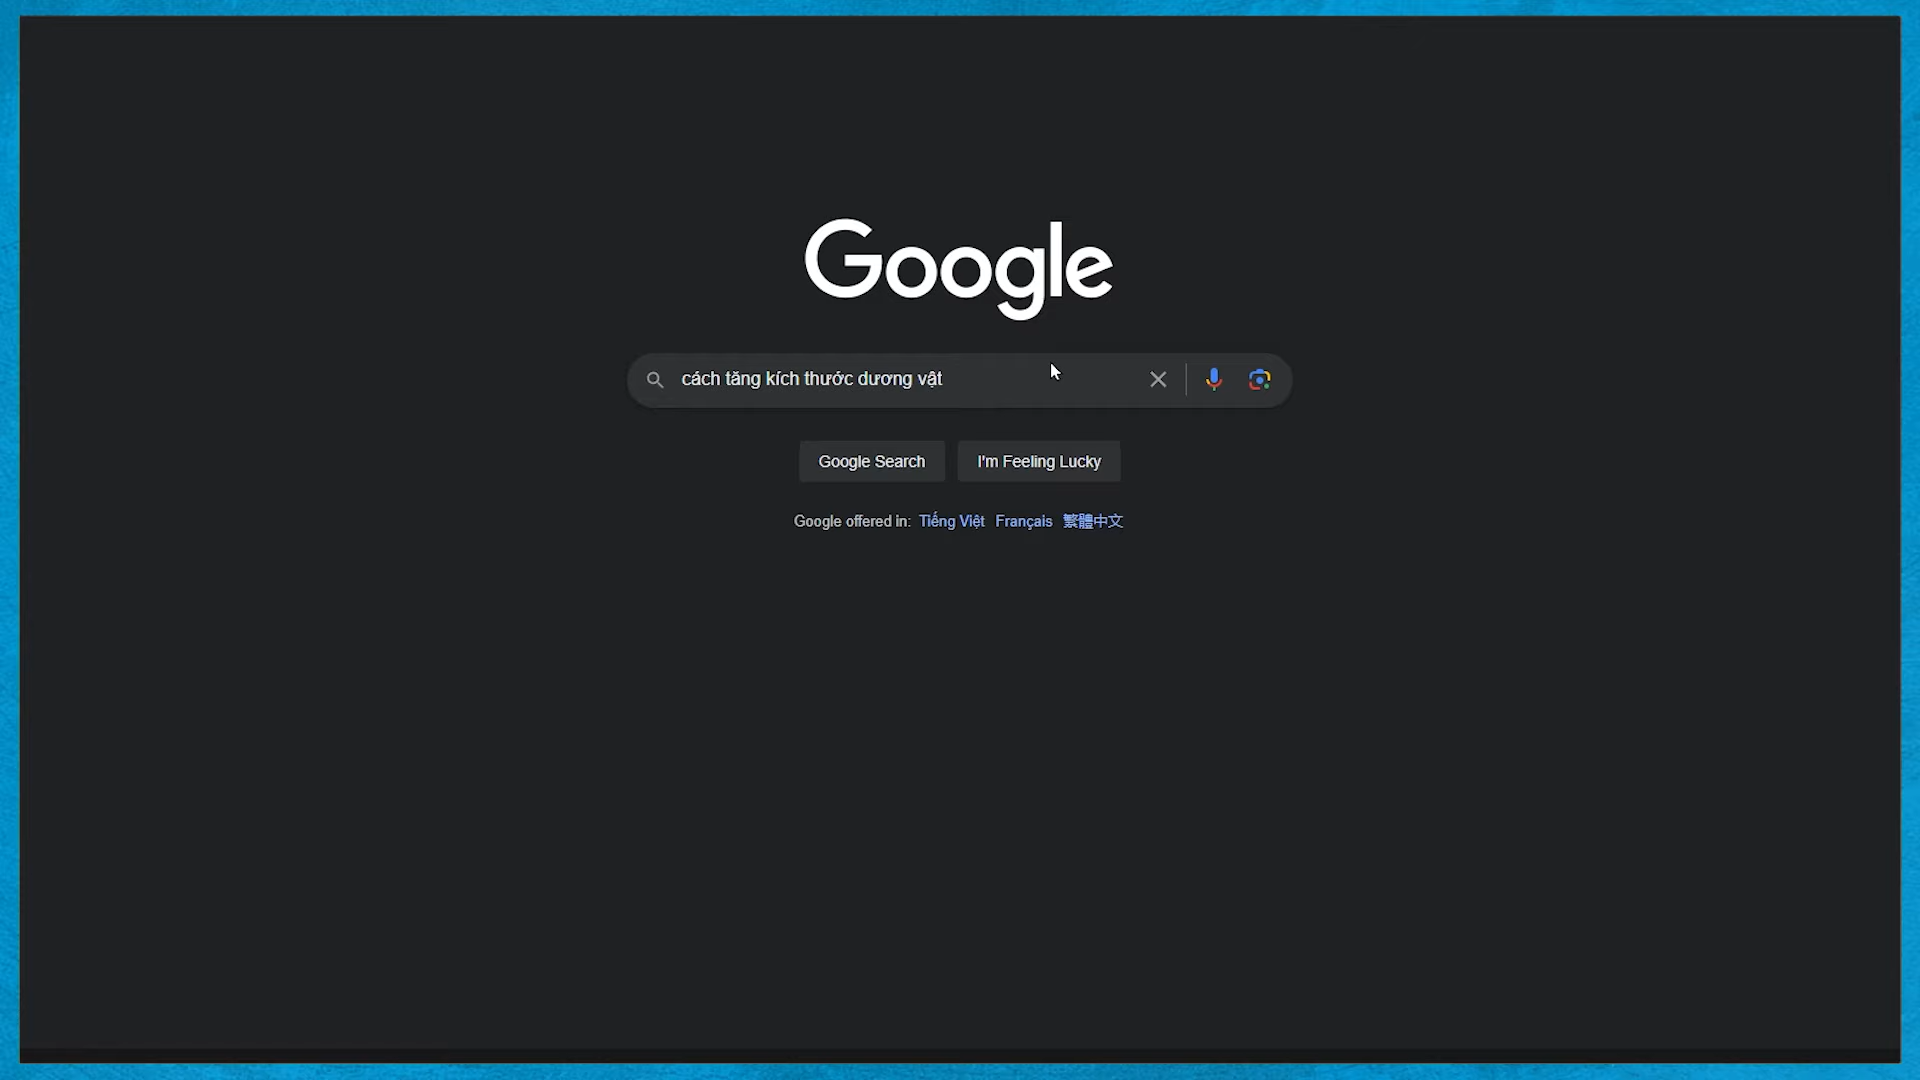 Google
cách tăng kích thước dương vật
Google Search I'm Feeling Lucky
Google offered in: Tiếng Việt Français 繁體中文